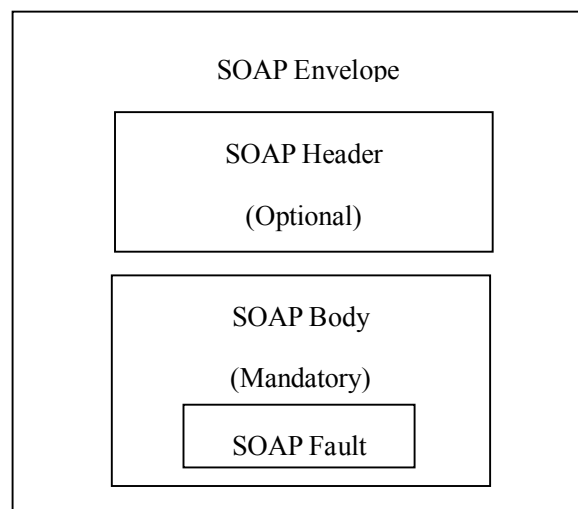 SOAP Envelope
SOAP Header
(Optional)
SOAP Body
(Mandatory)
SOAP Fault